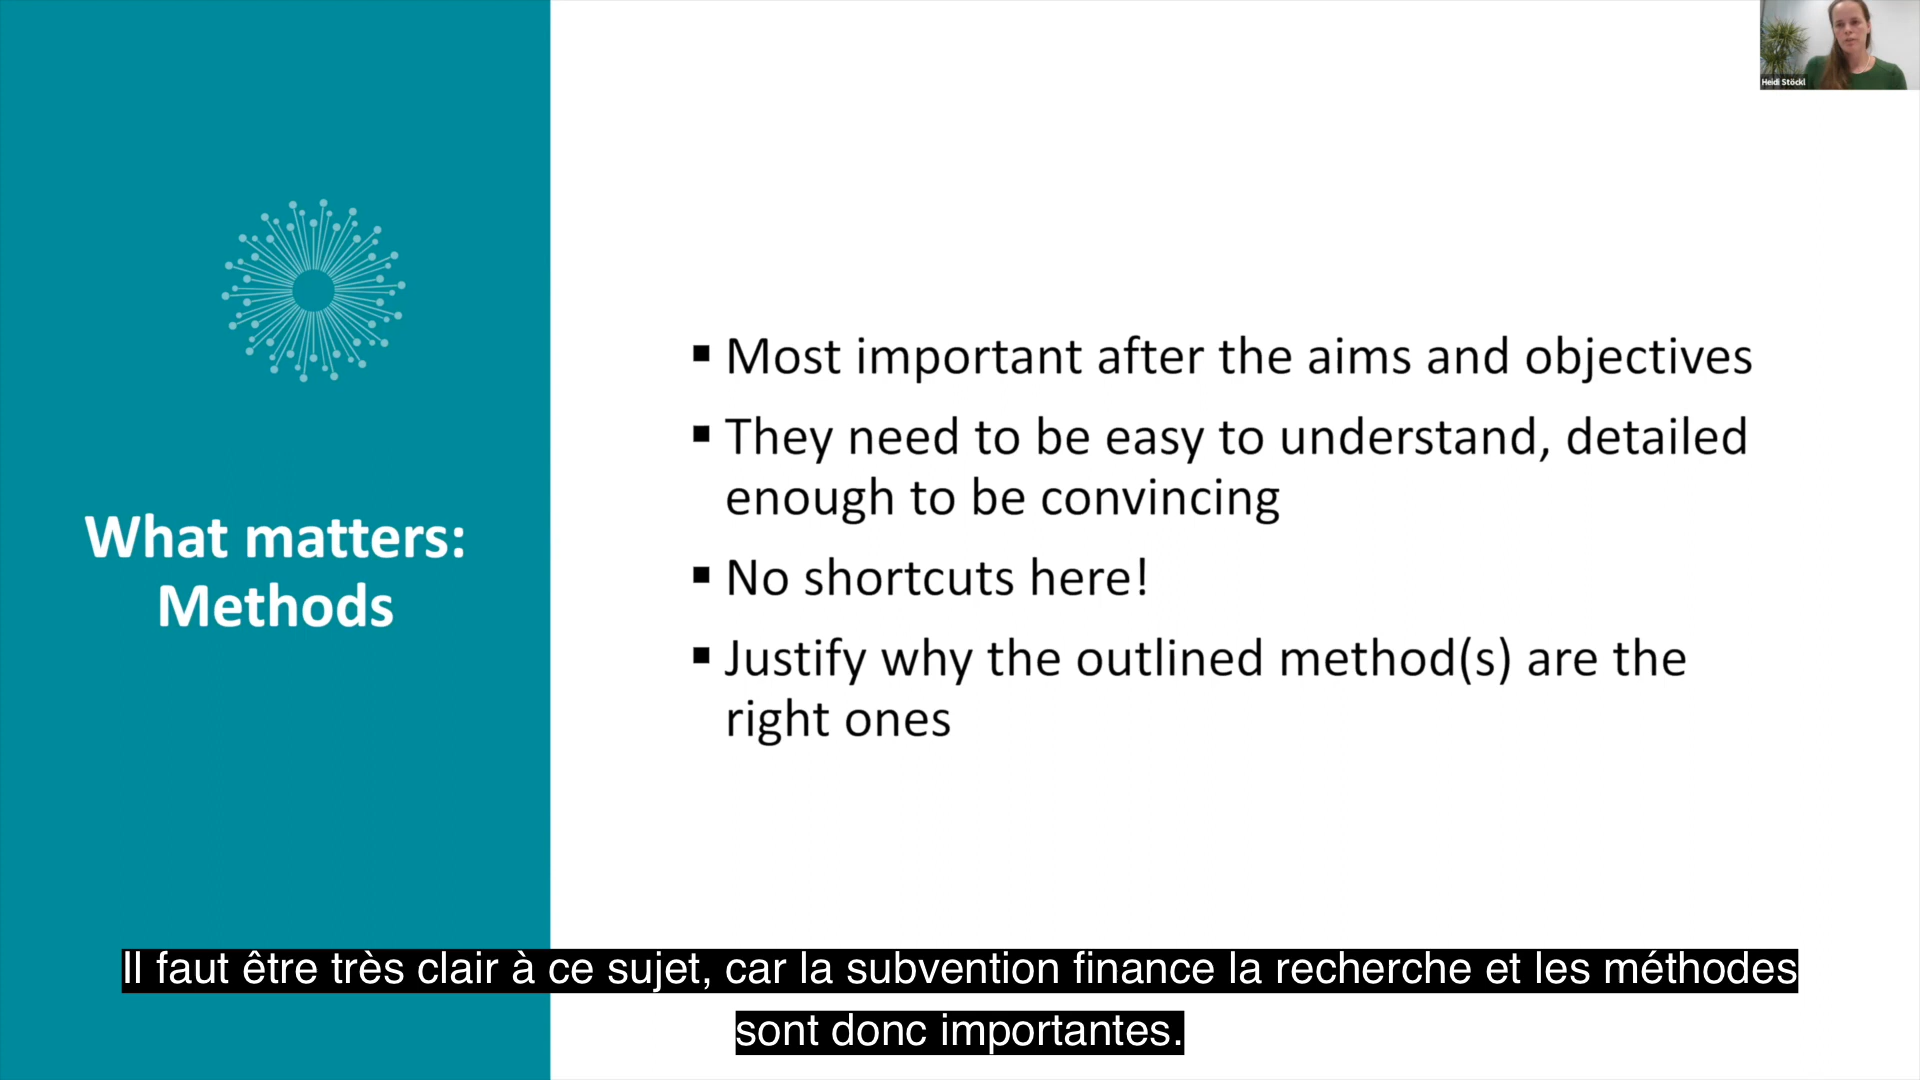 Heidi Stöckl
What matters:
Methods
▪ Most important after the aims and objectives
▪ They need to be easy to understand, detailed
enough to be convincing
▪ No shortcuts here!
▪ Justify why the outlined method(s) are the
right ones
Il faut être très clair à ce sujet, car la subvention finance la recherche et les méthodes
sont donc importantes.